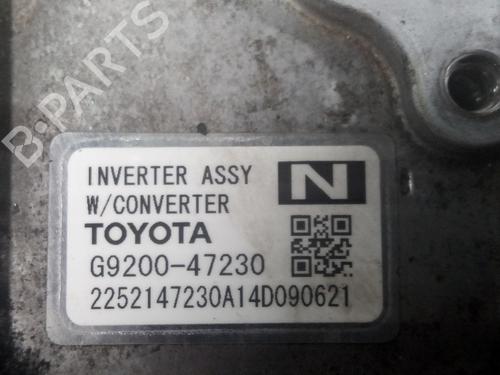 B-PARTS
INVERTER ASSY N
W/CONVERTER
TOYOTA
G9200-47230
2252147230A14D090621